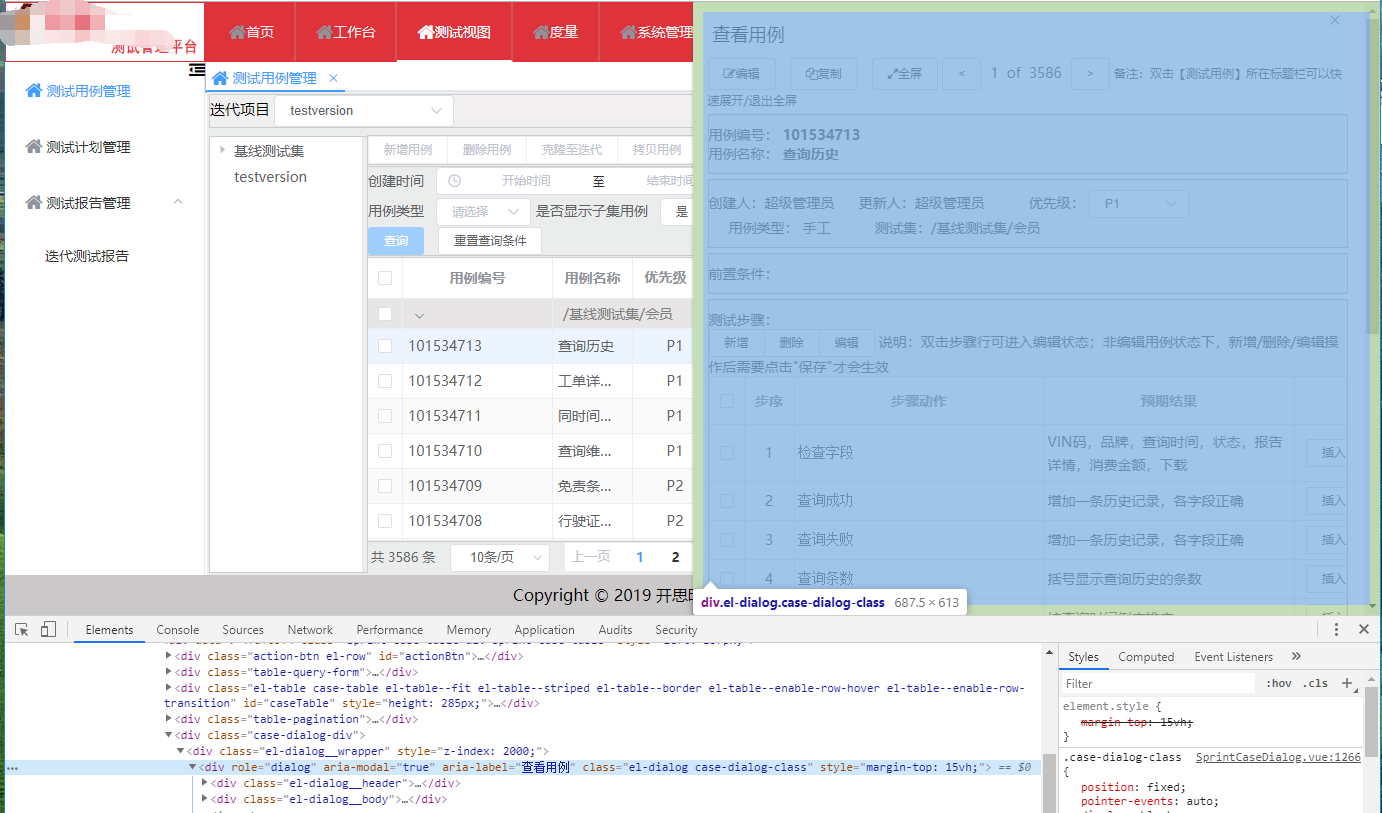 测试管理平台
首页 工作台 测试视图 度量 系统管理
测试用例管理
测试计划管理
测试报告管理
迭代测试报告
测试用例管理 ×
迭代项目 testversion
基线测试集
testversion
新增用例 删除用例 克隆至迭代 拷贝用例
创建时间 开始时间 至 结束时间
用例类型 请选择 是否显示子集用例 是
查询 重置查询条件
用例编号 用例名称 优先级
/基线测试集/会员
101534713 查询历史 P1
101534712 工单详... P1
101534711 同时间... P1
101534710 查询维... P1
101534709 免责条... P2
101534708 行驶证... P2
共 3586 条 10条/页 上一页 1 2
Copyright © 2019 开思
查看用例
编辑 复制 全屏 < 1 of 3586 > 备注：双击【测试用例】所在标题栏可以快
速展开/退出全屏
用例编号： 101534713
用例名称： 查询历史
创建人：超级管理员 更新人：超级管理员 优先级： P1
用例类型： 手工 测试集：/基线测试集/会员
前置条件：
测试步骤：
新增 删除 编辑 说明：双击步骤行可进入编辑状态；非编辑用例状态下，新增/删除/编辑操
作后需要点击"保存"才会生效
步序 步骤动作 预期结果
1 检查字段 VIN码，品牌，查询时间，状态，报告
详情，消费金额，下载 插入
2 查询成功 增加一条历史记录，各字段正确 插入
3 查询失败 增加一条历史记录，各字段正确 插入
4 查询条数 括号显示查询历史的条数 插入
div.el-dialog.case-dialog-class 687.5 × 613
Elements Console Sources Network Performance Memory Application Audits Security
<div class="action-btn el-row" id="actionBtn">…</div>
<div class="table-query-form">…</div>
<div class="el-table case-table el-table--fit el-table--striped el-table--border el-table--enable-row-hover el-table--enable-row-
transition" id="caseTable" style="height: 285px;">…</div>
<div class="table-pagination">…</div>
<div class="case-dialog-div">
<div class="el-dialog__wrapper" style="z-index: 2000;">
<div role="dialog" aria-modal="true" aria-label="查看用例" class="el-dialog case-dialog-class" style="margin-top: 15vh;"> == $0
<div class="el-dialog__header">…</div>
<div class="el-dialog__body">…</div>
Styles Computed Event Listeners »
Filter :hov .cls +
element.style {
margin-top: 15vh;
}
.case-dialog-class SprintCaseDialog.vue:1266
{
position: fixed;
pointer-events: auto;